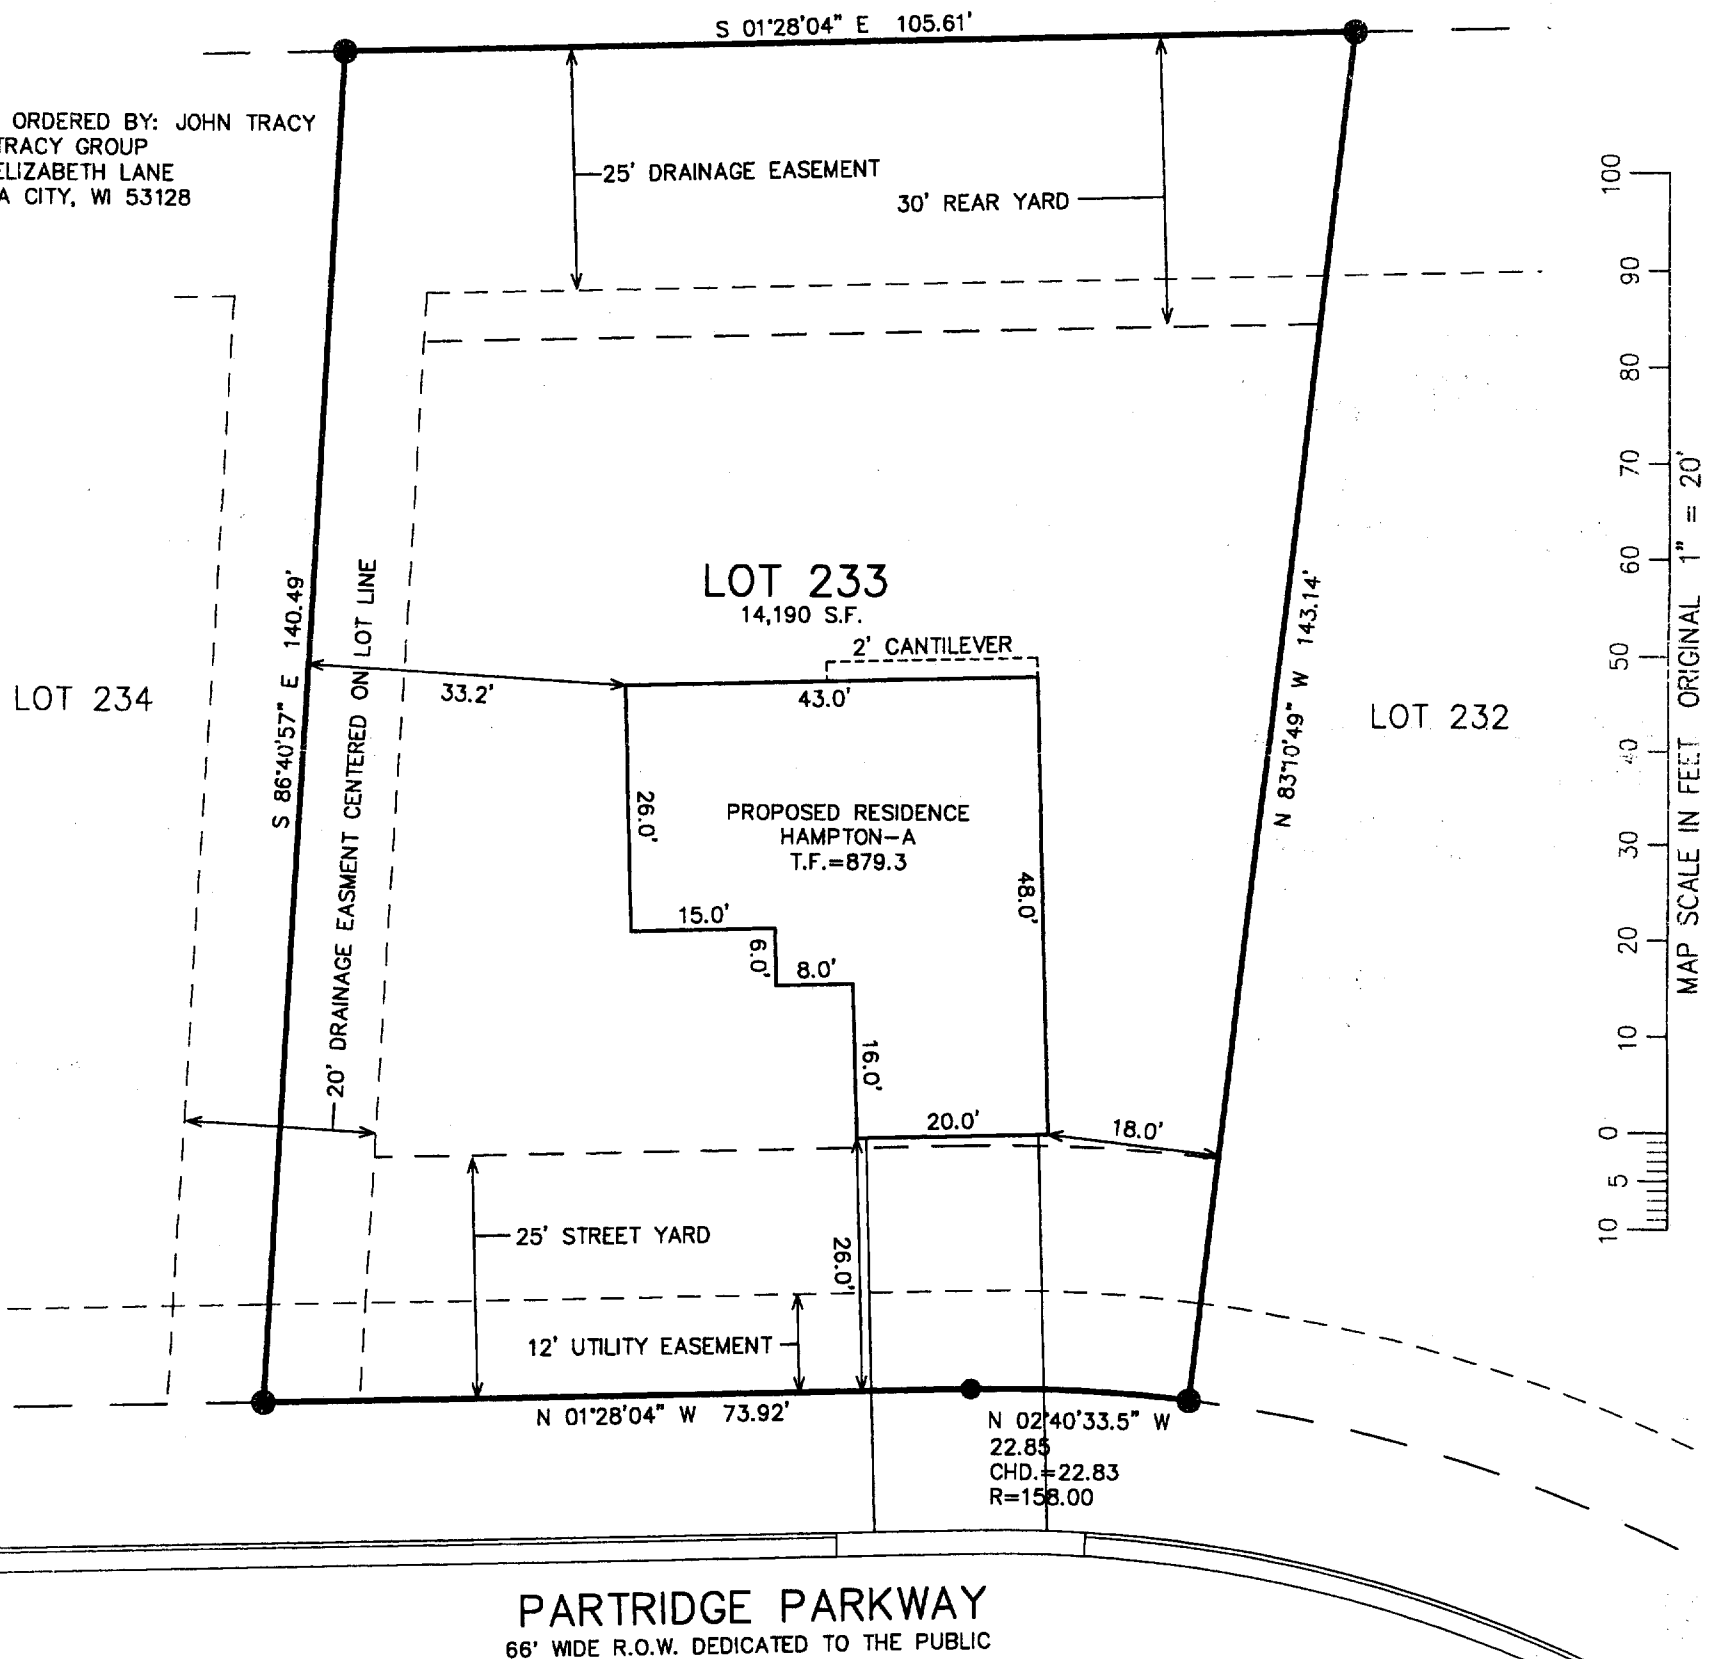 S 01°28'04" E 105.61'
ORDERED BY: JOHN TRACY
TRACY GROUP
ELIZABETH LANE
A CITY, WI 53128
25' DRAINAGE EASEMENT
30' REAR YARD
LOT 233
14,190 S.F.
2' CANTILEVER
S 86°40'57" E 140.49'
20' DRAINAGE EASMENT CENTERED ON LOT LINE
N 83°10'49" W 143.14'
LOT 234
33.2'
43.0'
LOT 232
26.0'
PROPOSED RESIDENCE
HAMPTON-A
T.F.=879.3
48.0'
15.0'
6.0'
8.0'
16.0'
20.0'
18.0'
25' STREET YARD
26.0'
12' UTILITY EASEMENT
N 01°28'04" W 73.92'
N 02°40'33.5" W
22.85
CHD.=22.83
R=158.00
PARTRIDGE PARKWAY
66' WIDE R.O.W. DEDICATED TO THE PUBLIC
100
90
80
70
60
50
40
30
20
10
0
5
10
MAP SCALE IN FEET ORIGINAL 1" = 20'